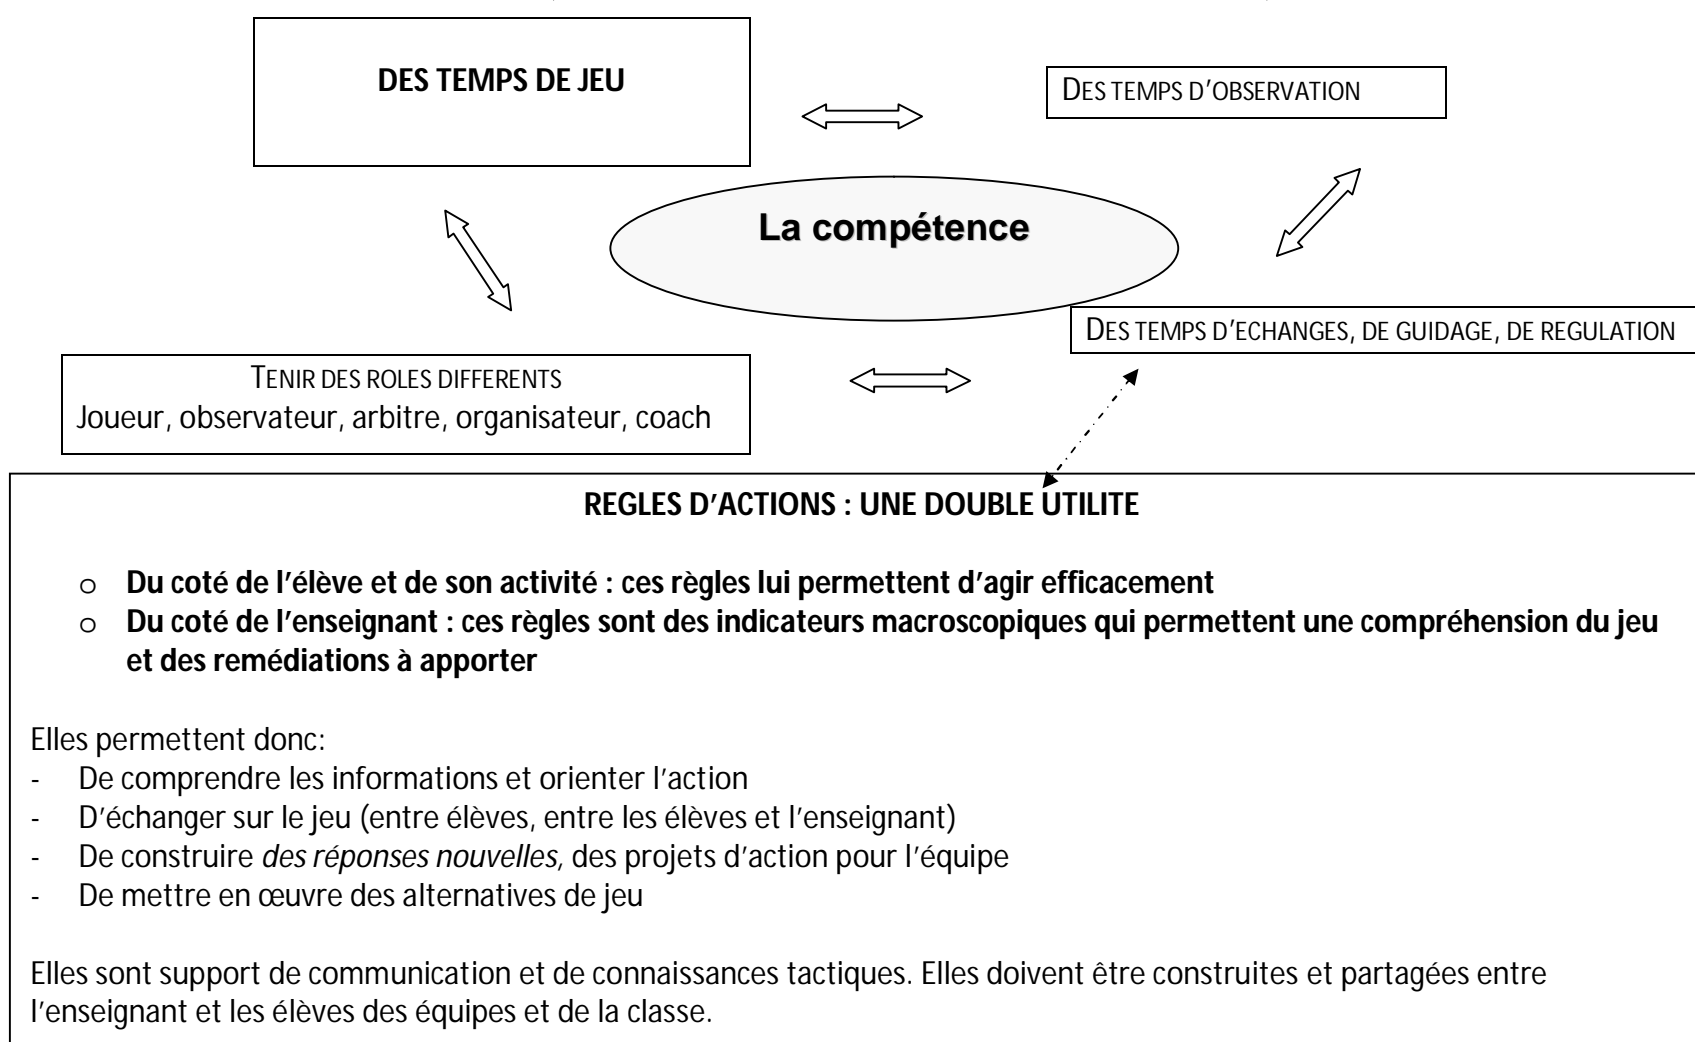 DES TEMPS DE JEU
DES TEMPS D'OBSERVATION
La compétence
DES TEMPS D'ECHANGES, DE GUIDAGE, DE REGULATION
TENIR DES ROLES DIFFERENTS
Joueur, observateur, arbitre, organisateur, coach
REGLES D'ACTIONS : UNE DOUBLE UTILITE
o Du coté de l'élève et de son activité : ces règles lui permettent d'agir efficacement
o Du coté de l'enseignant : ces règles sont des indicateurs macroscopiques qui permettent une compréhension du jeu
et des remédiations à apporter
Elles permettent donc:
- De comprendre les informations et orienter l'action
- D'échanger sur le jeu (entre élèves, entre les élèves et l'enseignant)
- De construire des réponses nouvelles, des projets d'action pour l'équipe
- De mettre en œuvre des alternatives de jeu
Elles sont support de communication et de connaissances tactiques. Elles doivent être construites et partagées entre
l'enseignant et les élèves des équipes et de la classe.